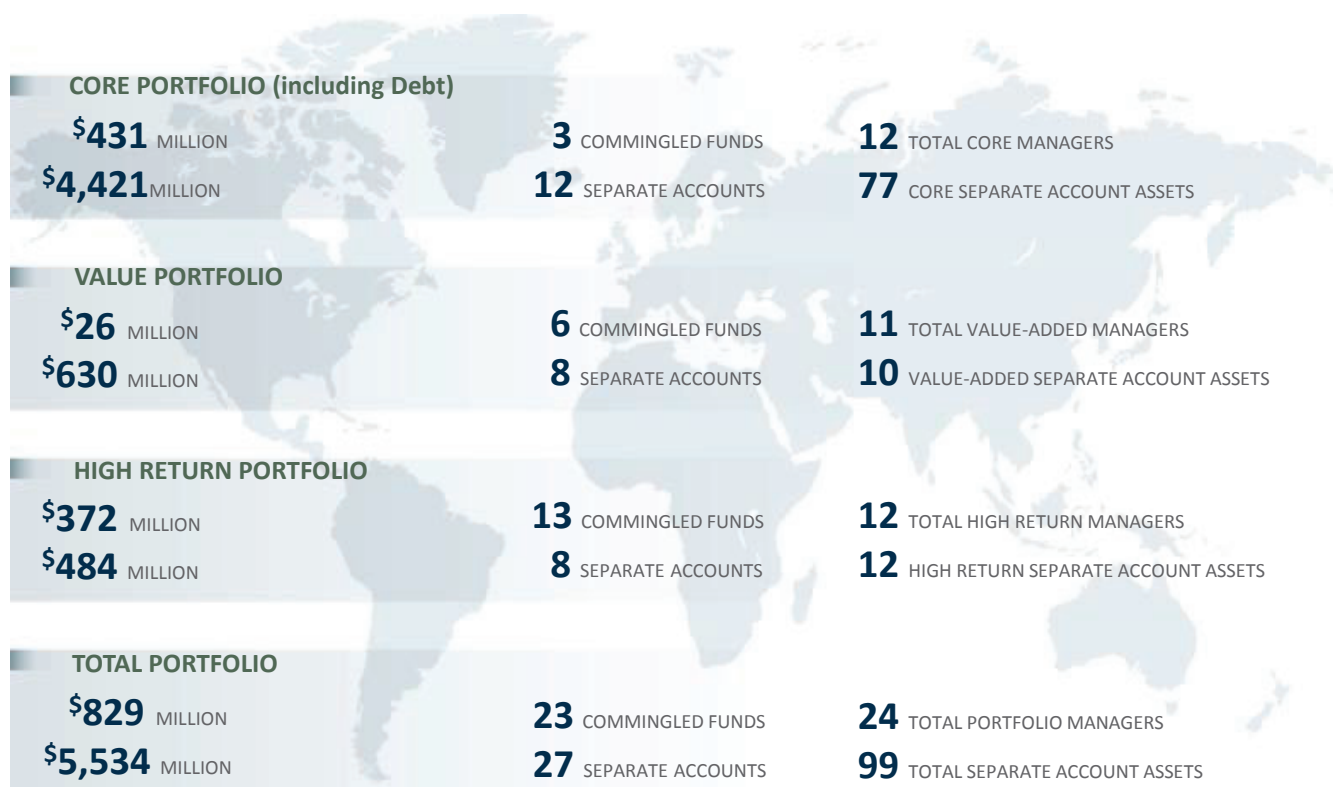 CORE PORTFOLIO (including Debt)
$431 MILLION 3 COMMINGLED FUNDS 12 TOTAL CORE MANAGERS
$4,421 MILLION 12 SEPARATE ACCOUNTS 77 CORE SEPARATE ACCOUNT ASSETS
VALUE PORTFOLIO
$26 MILLION 6 COMMINGLED FUNDS 11 TOTAL VALUE-ADDED MANAGERS
$630 MILLION 8 SEPARATE ACCOUNTS 10 VALUE-ADDED SEPARATE ACCOUNT ASSETS
HIGH RETURN PORTFOLIO
$372 MILLION 13 COMMINGLED FUNDS 12 TOTAL HIGH RETURN MANAGERS
$484 MILLION 8 SEPARATE ACCOUNTS 12 HIGH RETURN SEPARATE ACCOUNT ASSETS
TOTAL PORTFOLIO
$829 MILLION 23 COMMINGLED FUNDS 24 TOTAL PORTFOLIO MANAGERS
$5,534 MILLION 27 SEPARATE ACCOUNTS 99 TOTAL SEPARATE ACCOUNT ASSETS